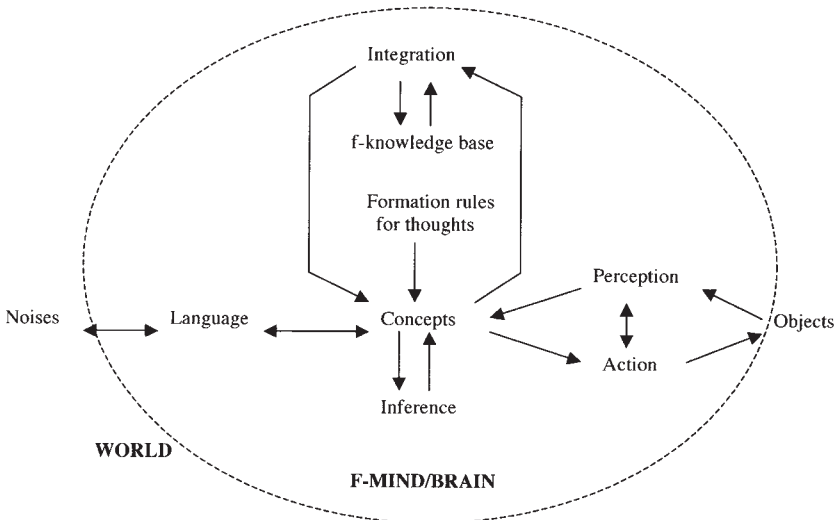 Integration
f-knowledge base
Formation rules
for thoughts
Perception
Noises
Language
Concepts
Objects
Action
Inference
WORLD
F-MIND/BRAIN